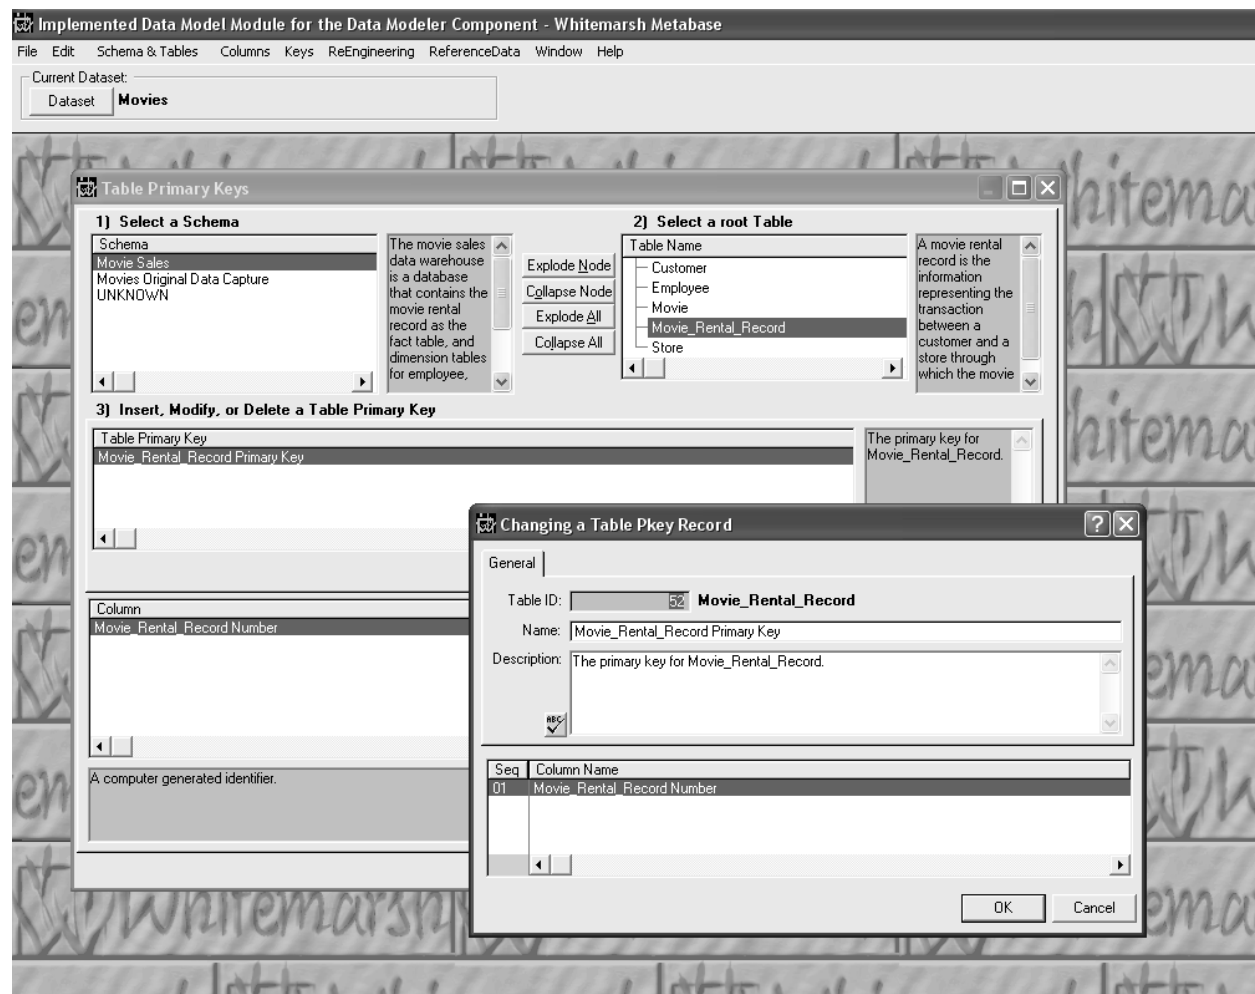 Implemented Data Model Module for the Data Modeler Component - Whitemarsh Metabase
File Edit Schema & Tables Columns Keys ReEngineering ReferenceData Window Help
Current Dataset:
Dataset Movies
Table Primary Keys
1) Select a Schema
Schema
Movie Sales
Movies Original Data Capture
UNKNOWN
The movie sales
data warehouse
is a database
that contains the
movie rental
record as the
fact table, and
dimension tables
for employee,
Explode Node
Collapse Node
Explode All
Collapse All
2) Select a root Table
Table Name
Customer
Employee
Movie
Movie_Rental_Record
Store
A movie rental
record is the
information
representing the
transaction
between a
customer and a
store through
which the movie
3) Insert, Modify, or Delete a Table Primary Key
Table Primary Key
Movie_Rental_Record Primary Key
The primary key for
Movie_Rental_Record.
Column
Movie_Rental_Record Number
A computer generated identifier.
Changing a Table Pkey Record
General
Table ID: 52 Movie_Rental_Record
Name: Movie_Rental_Record Primary Key
Description: The primary key for Movie_Rental_Record.
ABC
Seq Column Name
01 Movie_Rental_Record Number
OK Cancel
Whitemarsh